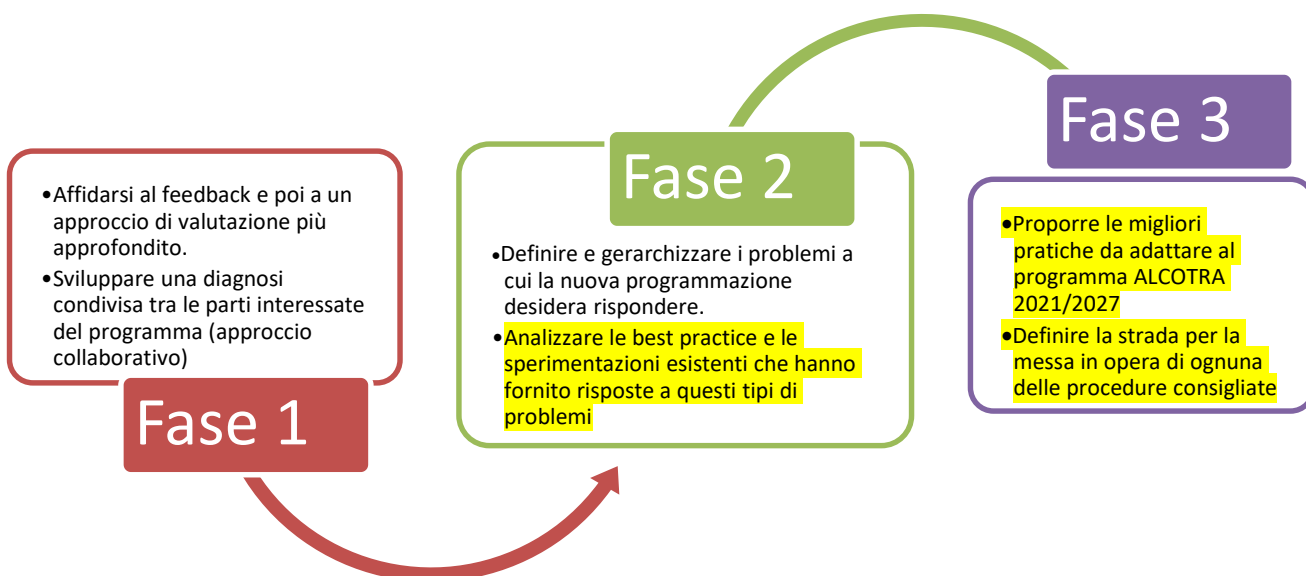 •Affidarsi al feedback e poi a un
approccio di valutazione più
approfondito.
•Sviluppare una diagnosi
condivisa tra le parti interessate
del programma (approccio
collaborativo)
Fase 1
Fase 2
•Definire e gerarchizzare i problemi a
cui la nuova programmazione
desidera rispondere.
•Analizzare le best practice e le
sperimentazioni esistenti che hanno
fornito risposte a questi tipi di
problemi
Fase 3
•Proporre le migliori
pratiche da adattare al
programma ALCOTRA
2021/2027
•Definire la strada per la
messa in opera di ognuna
delle procedure consigliate